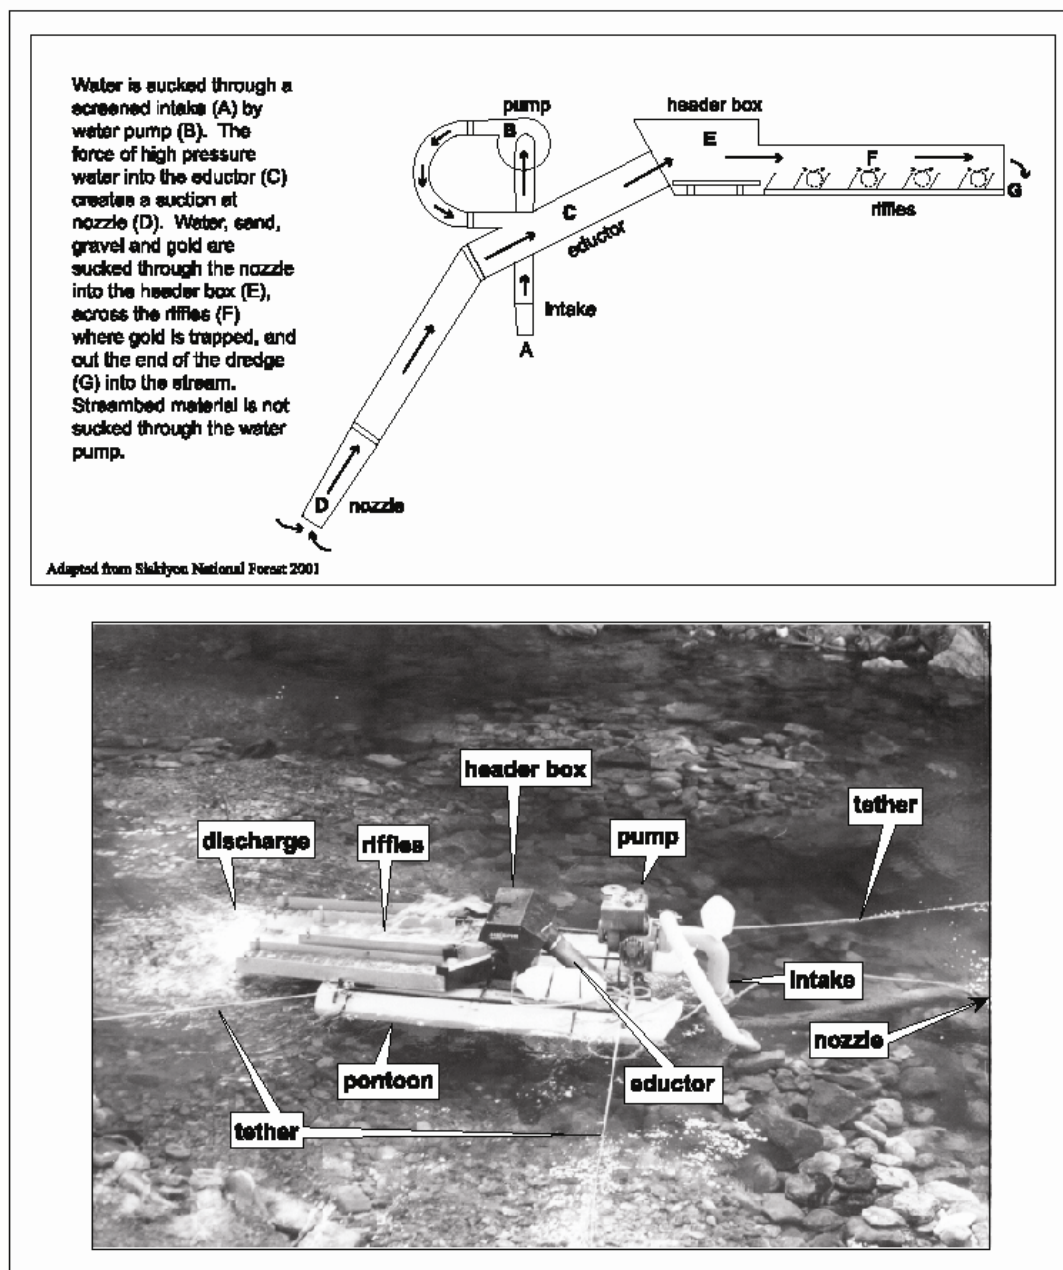 Water is sucked through a
screened intake (A) by
water pump (B). The
force of high pressure
water into the eductor (C)
creates a suction at
nozzle (D). Water, sand,
gravel and gold are
sucked through the nozzle
into the header box (E),
across the riffles (F)
where gold is trapped, and
out the end of the dredge
(G) into the stream.
Streambed material is not
sucked through the water
pump.
pump
B
header box
E
F
G
riffles
C
eductor
intake
A
D nozzle
Adapted from Siskiyou National Forest 2001
header box
tether
discharge
riffles
pump
intake
nozzle
pontoon
eductor
tether